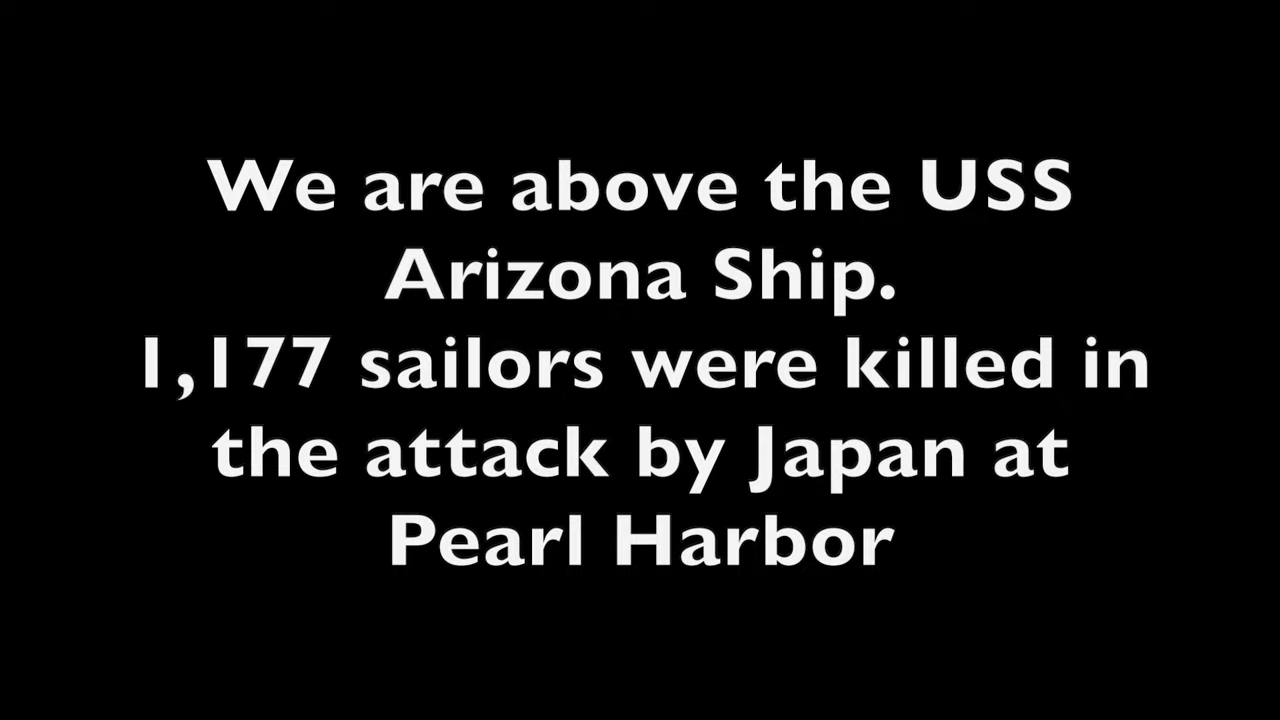 We are above the USS
Arizona Ship.
1,177 sailors were killed in
the attack by Japan at
Pearl Harbor